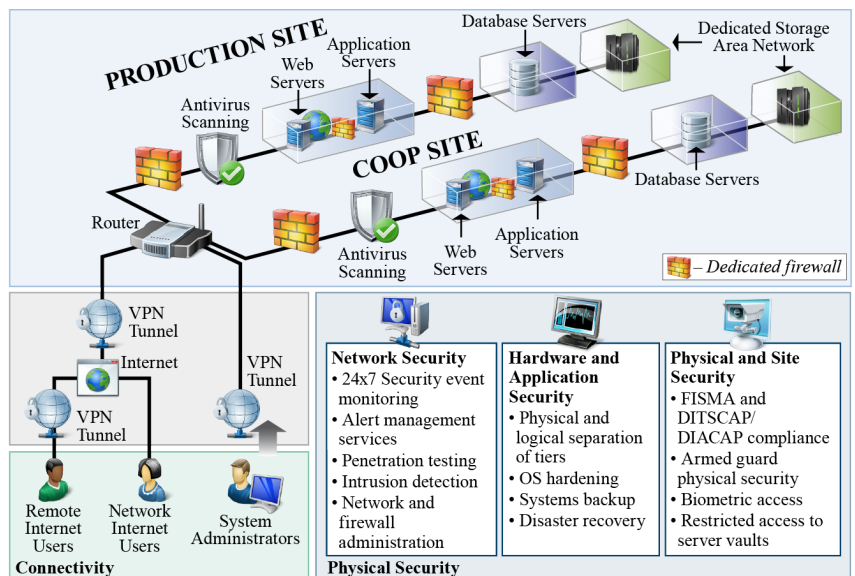 PRODUCTION SITE
Web
Servers
Application
Servers
Database Servers
Dedicated Storage
Area Network
Antivirus
Scanning
COOP SITE
Database Servers
Router
Antivirus
Scanning
Web
Servers
Application
Servers
– Dedicated firewall
VPN
Tunnel
Internet
VPN
Tunnel
VPN
Tunnel
Remote
Internet
Users
Network
Internet
Users
System
Administrators
Connectivity
Network Security
• 24x7 Security event
monitoring
• Alert management
services
• Penetration testing
• Intrusion detection
• Network and
firewall
administration
Hardware and
Application
Security
• Physical and
logical separation
of tiers
• OS hardening
• Systems backup
• Disaster recovery
Physical and Site
Security
• FISMA and
DITSCAP/
DIACAP compliance
• Armed guard
physical security
• Biometric access
• Restricted access to
server vaults
Physical Security